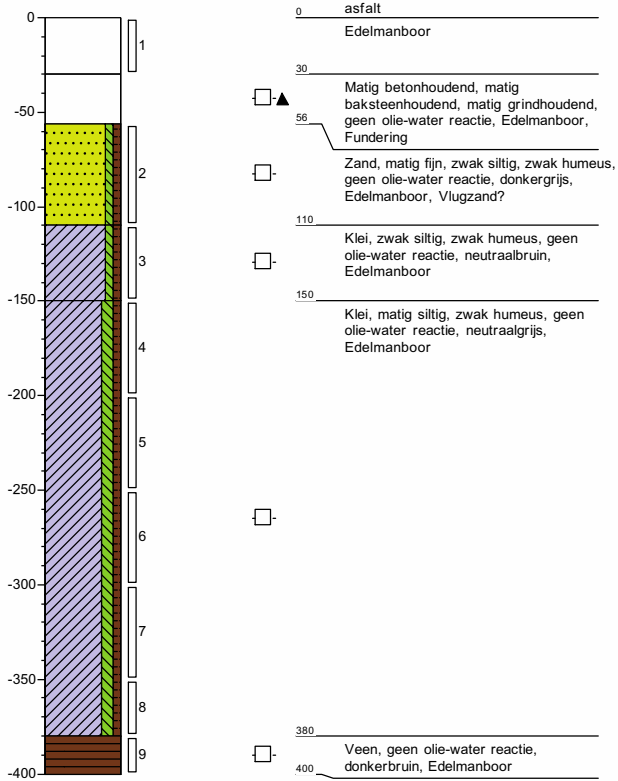 0
-50
-100
-150
-200
-250
-300
-350
-400
1
2
3
4
5
6
7
8
9
0
asfalt
Edelmanboor
30
Matig betonhoudend, matig
baksteenhoudend, matig grindhoudend,
geen olie-water reactie, Edelmanboor,
Fundering
56
Zand, matig fijn, zwak siltig, zwak humeus,
geen olie-water reactie, donkergrijs,
Edelmanboor, Vlugzand?
110
Klei, zwak siltig, zwak humeus, geen
olie-water reactie, neutraalbruin,
Edelmanboor
150
Klei, matig siltig, zwak humeus, geen
olie-water reactie, neutraalgrijs,
Edelmanboor
380
Veen, geen olie-water reactie,
donkerbruin, Edelmanboor
400